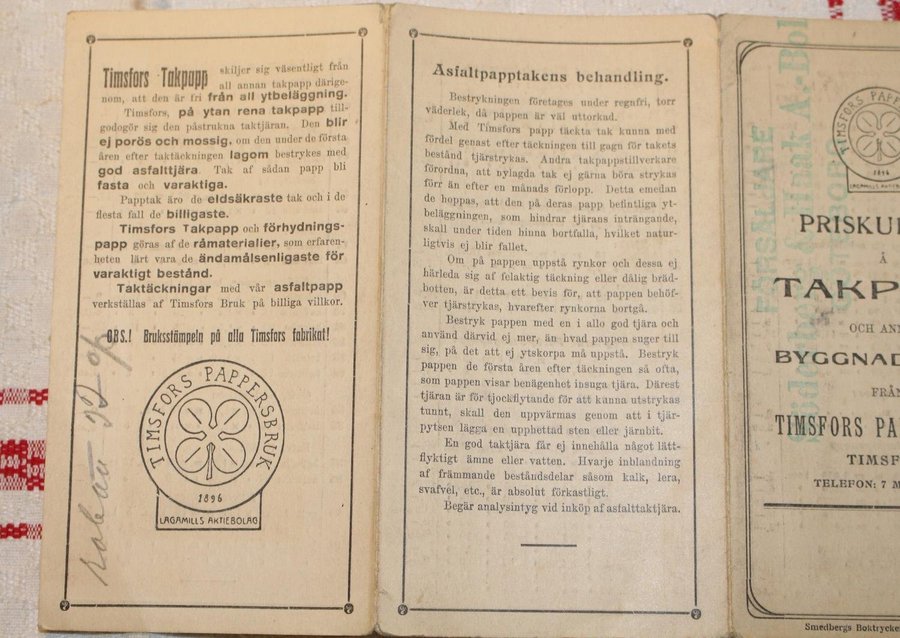 Timsfors Takpapp skiljer sig väsentligt från
all annan takpapp därige-
nom, att den är fri från all ytbeläggning.
Timsfors, på ytan rena takpapp till-
godogör sig den påstrukna taktjäran. Den blir
ej porös och mossig, om den under de första
åren efter taktäckningen lagom bestrykes med
god asfalttjära. Tak af sådan papp bli
fasta och varaktiga.
Papptak äro de eldsäkraste tak och i de
flesta fall de billigaste.
Timsfors Takpapp och förhydnings-
papp göras af de råmaterialier, som erfaren-
heten lärt vara de ändamålsenligaste för
varaktigt bestånd.
Taktäckningar med vår asfaltpapp
verkställas af Timsfors Bruk på billiga villkor.
OBS.! Bruksstämpeln på alla Timsfors fabrikat!
TIMSFORS PAPPERSBRUK
1896
LAGAMILLS AKTIEBOLAG
Asfaltpapptakens behandling.
Bestrykningen företages under regnfri, torr
väderlek, då pappen är väl uttorkad.
Med Timsfors papp täckta tak kunna med
fördel genast efter täckningen till gagn för takets
bestånd tjärstrykas. Andra takpappstillverkare
förordna, att nylagda tak ej gärna böra strykas
förr än efter en månads förlopp. Detta emedan
de hoppas, att den på deras papp befintliga yt-
beläggningen, som hindrar tjärans inträngande,
skall under tiden hinna bortfalla, hvilket natur-
ligtvis ej blir fallet.
Om på pappen uppstå rynkor och dessa ej
härleda sig af felaktig täckning eller dålig bräd-
botten, är detta ett bevis för, att pappen behöf-
ver tjärstrykas, hvarefter rynkorna bortgå.
Bestryk pappen med en i allo god tjära och
använd därvid ej mer, än hvad pappen suger till
sig, på det att ej ytskorpa må uppstå. Bestryk
pappen de första åren efter täckningen så ofta,
som pappen visar benägenhet insuga tjära. Därest
tjäran är för tjockflytande för att kunna utstrykas
tunnt, skall den uppvärmas genom att i tjär-
pytsen lägga en upphettad sten eller järnbit.
En god taktjära får ej innehålla något lätt-
flyktigt ämne eller vatten. Hvarje inblandning
af främmande beståndsdelar såsom kalk, lera,
svafvel, etc., är absolut förkastligt.
Begär analysintyg vid inköp af asfalttaktjära.
TIMSFORS PAPP
1896
LAGAMILLS AKTIEB
PRISKU
Å
TAKP
OCH ANN
BYGGNAD
FRÅN
TIMSFORS PA
TIMSF
TELEFON: 7 M
FÖRSÄLJARE
Smedbergs Boktrycke